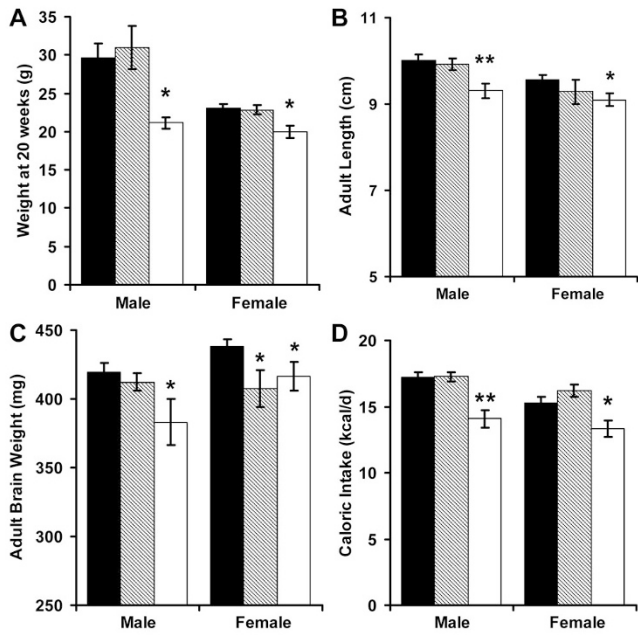 A
Weight at 20 weeks (g)
35
30
25
20
15
10
5
0
*
*
Male
Female
B
Adult Length (cm)
11
9
7
5
**
*
Male
Female
C
Adult Brain Weight (mg)
450
400
350
300
250
*
*
*
Male
Female
D
Caloric Intake (kcal/d)
20
15
10
5
0
**
*
Male
Female